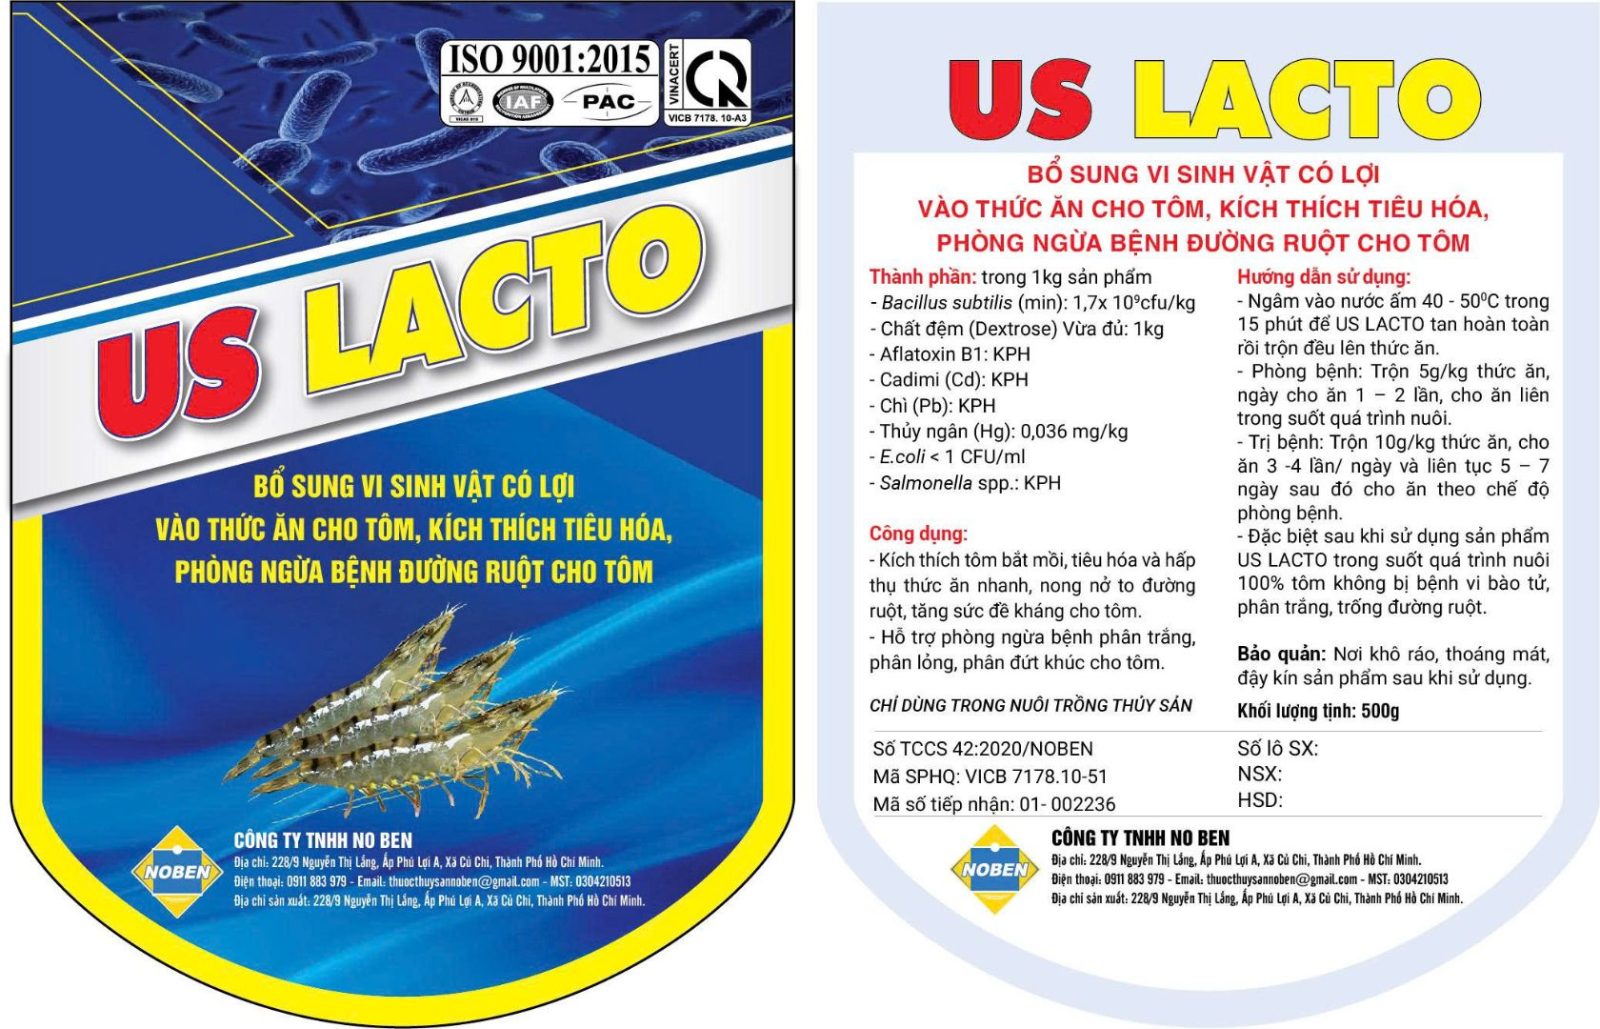 ISO 9001:2015
IAF
PAC
VINACERT
VICB 7178. 10-A3
US LACTO
BỔ SUNG VI SINH VẬT CÓ LỢI
VÀO THỨC ĂN CHO TÔM, KÍCH THÍCH TIÊU HÓA,
PHÒNG NGỪA BỆNH ĐƯỜNG RUỘT CHO TÔM
NOBEN
CÔNG TY TNHH NO BEN
Địa chỉ: 228/9 Nguyễn Thị Lắng, Ấp Phú Lợi A, Xã Củ Chi, Thành Phố Hồ Chí Minh.
Điện thoại: 0911 883 979 - Email: thuocthuysannoben@gmail.com - MST: 0304210513
Địa chỉ sản xuất: 228/9 Nguyễn Thị Lắng, Ấp Phú Lợi A, Xã Củ Chi, Thành Phố Hồ Chí Minh.
US LACTO
BỔ SUNG VI SINH VẬT CÓ LỢI
VÀO THỨC ĂN CHO TÔM, KÍCH THÍCH TIÊU HÓA,
PHÒNG NGỪA BỆNH ĐƯỜNG RUỘT CHO TÔM
Thành phần: trong 1kg sản phẩm
- Bacillus subtilis (min): 1,7x 10⁹cfu/kg
- Chất đệm (Dextrose) Vừa đủ: 1kg
- Aflatoxin B1: KPH
- Cadimi (Cd): KPH
- Chì (Pb): KPH
- Thủy ngân (Hg): 0,036 mg/kg
- E.coli < 1 CFU/ml
- Salmonella spp.: KPH
Công dụng:
- Kích thích tôm bắt mồi, tiêu hóa và hấp
thụ thức ăn nhanh, nong nở to đường
ruột, tăng sức đề kháng cho tôm.
- Hỗ trợ phòng ngừa bệnh phân trắng,
phân lỏng, phân đứt khúc cho tôm.
CHỈ DÙNG TRONG NUÔI TRỒNG THỦY SẢN
Hướng dẫn sử dụng:
- Ngâm vào nước ấm 40 - 50⁰C trong
15 phút để US LACTO tan hoàn toàn
rồi trộn đều lên thức ăn.
- Phòng bệnh: Trộn 5g/kg thức ăn,
ngày cho ăn 1 – 2 lần, cho ăn liên
trong suốt quá trình nuôi.
- Trị bệnh: Trộn 10g/kg thức ăn, cho
ăn 3 -4 lần/ ngày và liên tục 5 – 7
ngày sau đó cho ăn theo chế độ
phòng bệnh.
- Đặc biệt sau khi sử dụng sản phẩm
US LACTO trong suốt quá trình nuôi
100% tôm không bị bệnh vi bào tử,
phân trắng, trống đường ruột.
Bảo quản: Nơi khô ráo, thoáng mát,
đậy kín sản phẩm sau khi sử dụng.
Khối lượng tịnh: 500g
Số TCCS 42:2020/NOBEN
Mã SPHQ: VICB 7178.10-51
Mã số tiếp nhận: 01- 002236
Số lô SX:
NSX:
HSD:
NOBEN
CÔNG TY TNHH NO BEN
Địa chỉ: 228/9 Nguyễn Thị Lắng, Ấp Phú Lợi A, Xã Củ Chi, Thành Phố Hồ Chí Minh.
Điện thoại: 0911 883 979 - Email: thuocthuysannoben@gmail.com - MST: 0304210513
Địa chỉ sản xuất: 228/9 Nguyễn Thị Lắng, Ấp Phú Lợi A, Xã Củ Chi, Thành Phố Hồ Chí Minh.